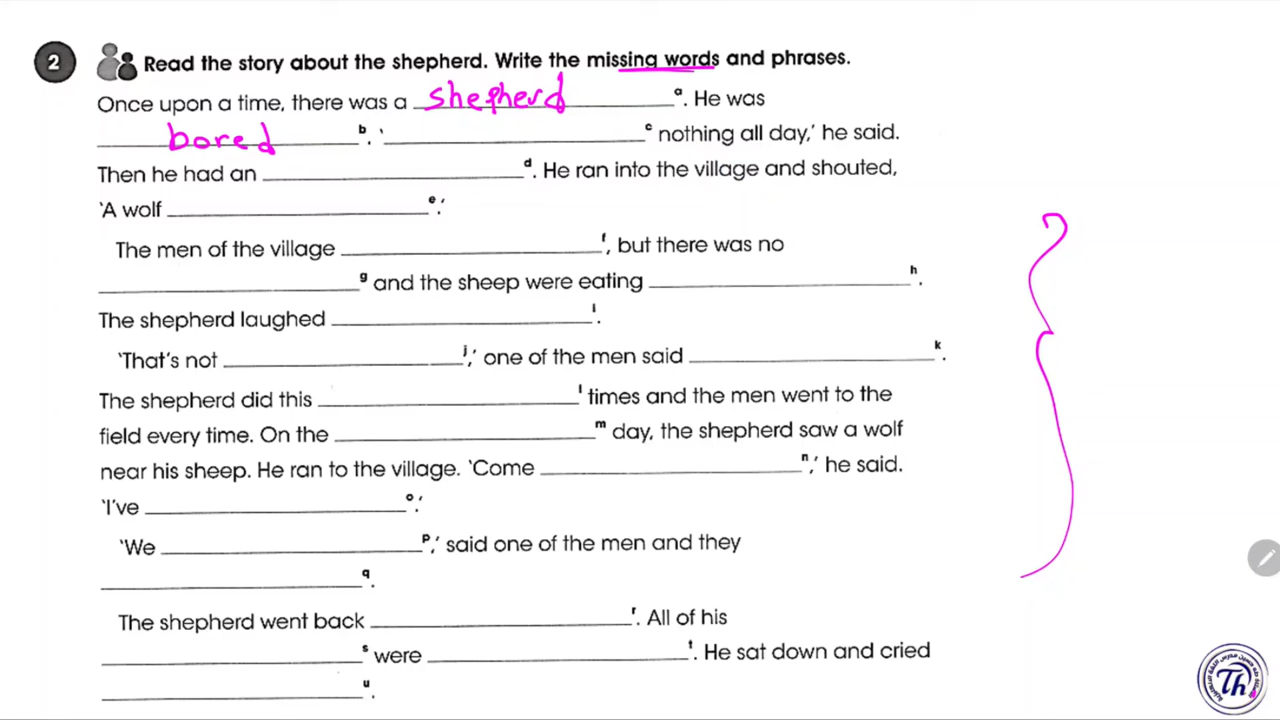 2 Read the story about the shepherd. Write the missing words and phrases.
Once upon a time, there was a shepherd a. He was
bored b. ' c nothing all day,' he said.
Then he had an d. He ran into the village and shouted,
'A wolf e.'
The men of the village f, but there was no
g and the sheep were eating h.
The shepherd laughed i.
'That's not j,' one of the men said k.
The shepherd did this l times and the men went to the
field every time. On the m day, the shepherd saw a wolf
near his sheep. He ran to the village. 'Come n,' he said.
'I've o.'
'We p,' said one of the men and they
q.
The shepherd went back r. All of his
s were t. He sat down and cried
u.
Th